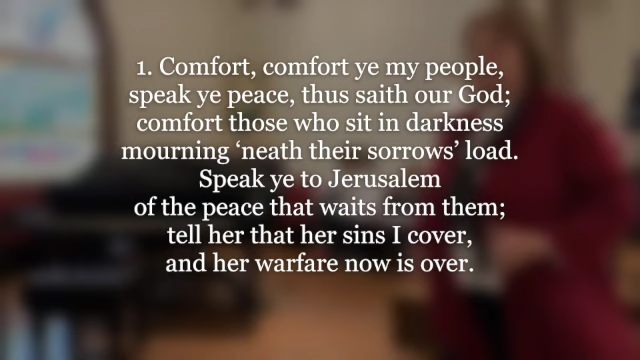 1. Comfort, comfort ye my people,
speak ye peace, thus saith our God;
comfort those who sit in darkness
mourning ‘neath their sorrows’ load.
Speak ye to Jerusalem
of the peace that waits from them;
tell her that her sins I cover,
and her warfare now is over.